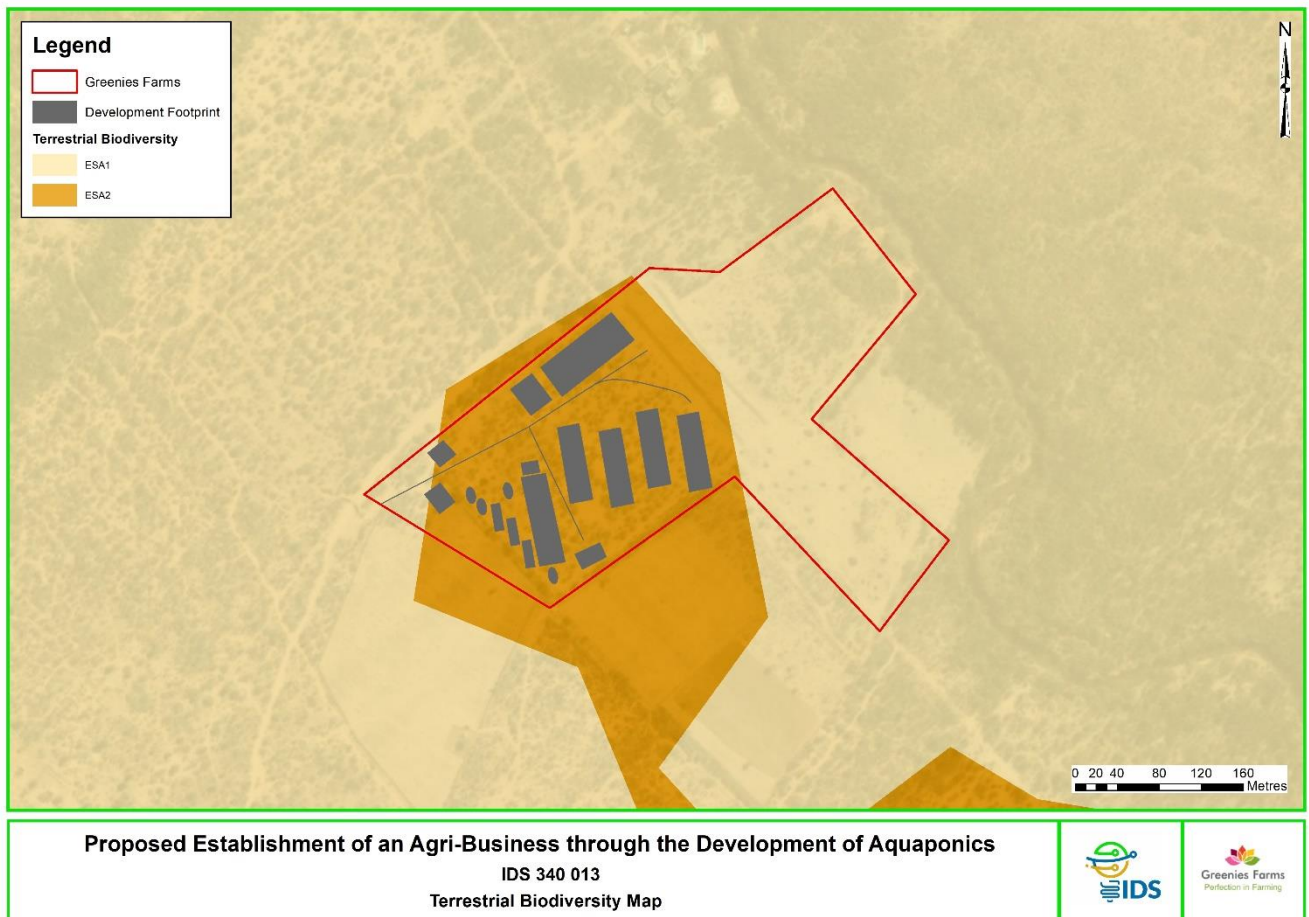 Legend
Greenies Farms
Development Footprint
Terrestrial Biodiversity
ESA1
ESA2
N
0 20 40 80 120 160
Metres
Proposed Establishment of an Agri-Business through the Development of Aquaponics
IDS 340 013
Terrestrial Biodiversity Map
IDS
Greenies Farms
Perfection in Farming